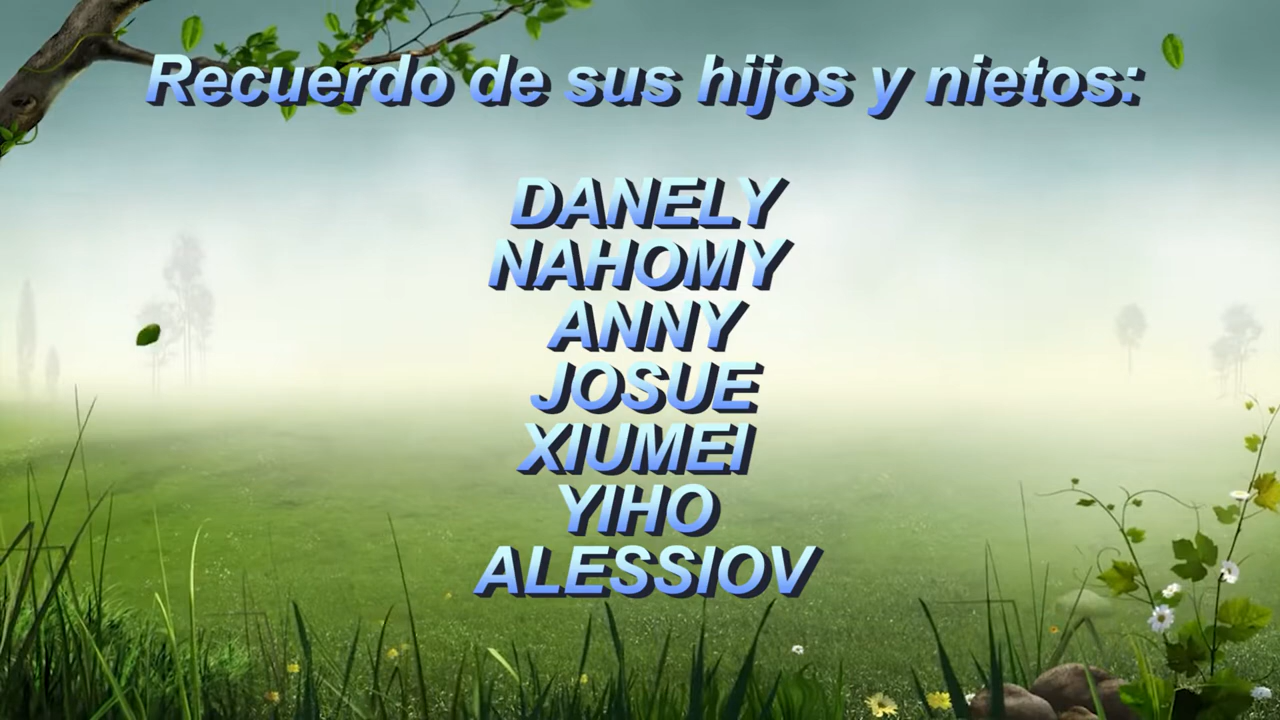 Recuerdo de sus hijos y nietos:
DANELY
NAHOMY
ANNY
JOSUE
XIUMEI
YIHO
ALESSIOV